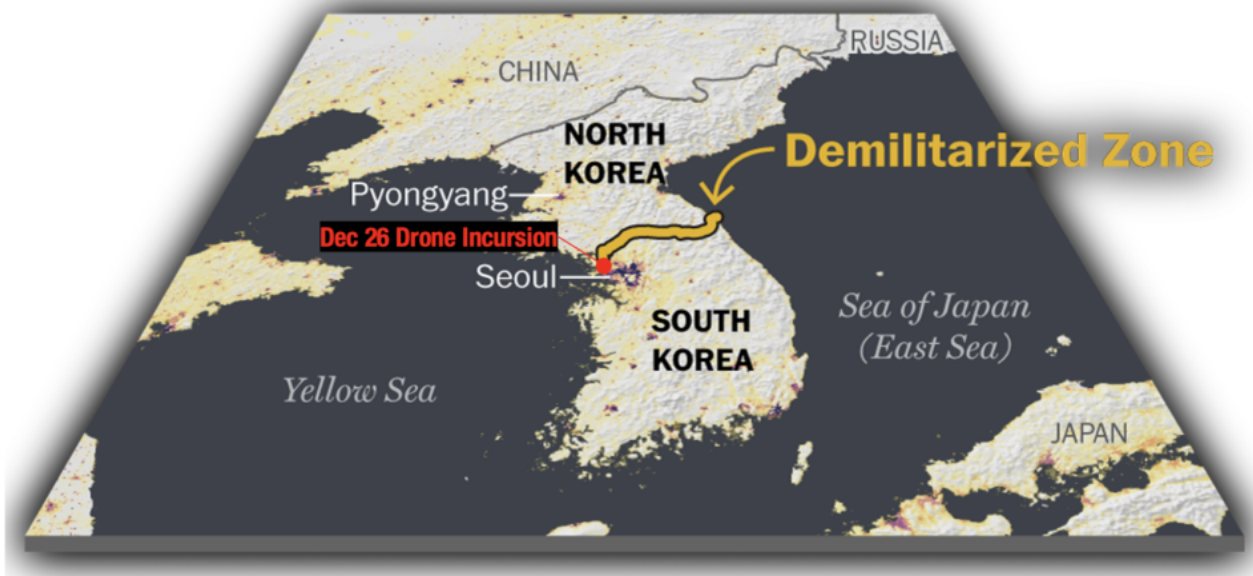 RUSSIA
CHINA
NORTH
KOREA
Demilitarized Zone
Pyongyang
Dec 26 Drone Incursion
Seoul
SOUTH
KOREA
Sea of Japan
(East Sea)
Yellow Sea
JAPAN